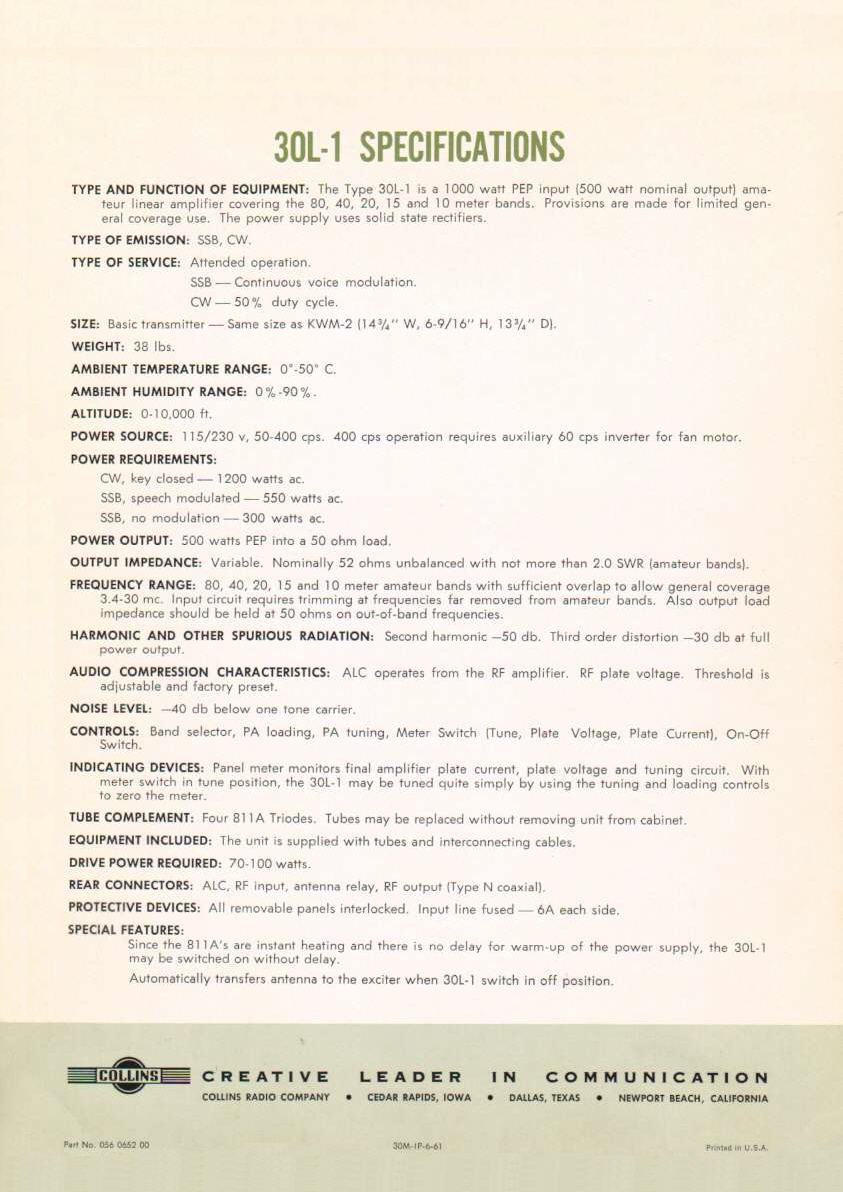 30L-1 SPECIFICATIONS
TYPE AND FUNCTION OF EQUIPMENT: The Type 30L-1 is a 1000 watt PEP input (500 watt nominal output) ama-
teur linear amplifier covering the 80, 40, 20, 15 and 10 meter bands. Provisions are made for limited gen-
eral coverage use. The power supply uses solid state rectifiers.
TYPE OF EMISSION: SSB, CW.
TYPE OF SERVICE: Attended operation.
SSB — Continuous voice modulation.
CW — 50% duty cycle.
SIZE: Basic transmitter — Same size as KWM-2 (14¾" W, 6-9/16" H, 13¾" D).
WEIGHT: 38 lbs.
AMBIENT TEMPERATURE RANGE: 0°-50° C.
AMBIENT HUMIDITY RANGE: 0%-90%.
ALTITUDE: 0-10,000 ft.
POWER SOURCE: 115/230 v, 50-400 cps. 400 cps operation requires auxiliary 60 cps inverter for fan motor.
POWER REQUIREMENTS:
CW, key closed — 1200 watts ac.
SSB, speech modulated — 550 watts ac.
SSB, no modulation — 300 watts ac.
POWER OUTPUT: 500 watts PEP into a 50 ohm load.
OUTPUT IMPEDANCE: Variable. Nominally 52 ohms unbalanced with not more than 2.0 SWR (amateur bands).
FREQUENCY RANGE: 80, 40, 20, 15 and 10 meter amateur bands with sufficient overlap to allow general coverage
3.4-30 mc. Input circuit requires trimming at frequencies far removed from amateur bands. Also output load
impedance should be held at 50 ohms on out-of-band frequencies.
HARMONIC AND OTHER SPURIOUS RADIATION: Second harmonic —50 db. Third order distortion —30 db at full
power output.
AUDIO COMPRESSION CHARACTERISTICS: ALC operates from the RF amplifier. RF plate voltage. Threshold is
adjustable and factory preset.
NOISE LEVEL: —40 db below one tone carrier.
CONTROLS: Band selector, PA loading, PA tuning, Meter Switch (Tune, Plate Voltage, Plate Current), On-Off
Switch.
INDICATING DEVICES: Panel meter monitors final amplifier plate current, plate voltage and tuning circuit. With
meter switch in tune position, the 30L-1 may be tuned quite simply by using the tuning and loading controls
to zero the meter.
TUBE COMPLEMENT: Four 811A Triodes. Tubes may be replaced without removing unit from cabinet.
EQUIPMENT INCLUDED: The unit is supplied with tubes and interconnecting cables.
DRIVE POWER REQUIRED: 70-100 watts.
REAR CONNECTORS: ALC, RF input, antenna relay, RF output (Type N coaxial).
PROTECTIVE DEVICES: All removable panels interlocked. Input line fused — 6A each side.
SPECIAL FEATURES:
Since the 811A's are instant heating and there is no delay for warm-up of the power supply, the 30L-1
may be switched on without delay.
Automatically transfers antenna to the exciter when 30L-1 switch in off position.
COLLINS CREATIVE LEADER IN COMMUNICATION
COLLINS RADIO COMPANY • CEDAR RAPIDS, IOWA • DALLAS, TEXAS • NEWPORT BEACH, CALIFORNIA
Part No. 056 0652 00 30M-IP-6-61 Printed in U.S.A.